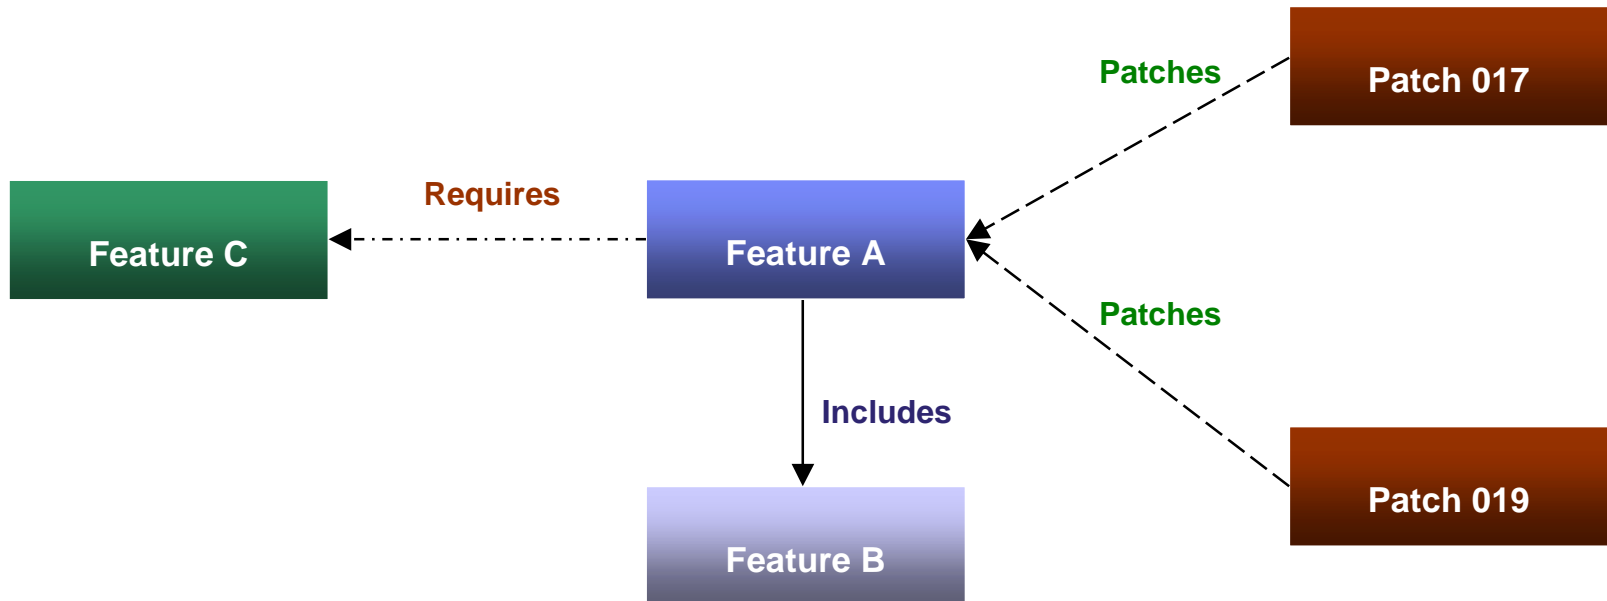 Patches
Patch 017
Requires
Feature C
Feature A
Patches
Includes
Patch 019
Feature B